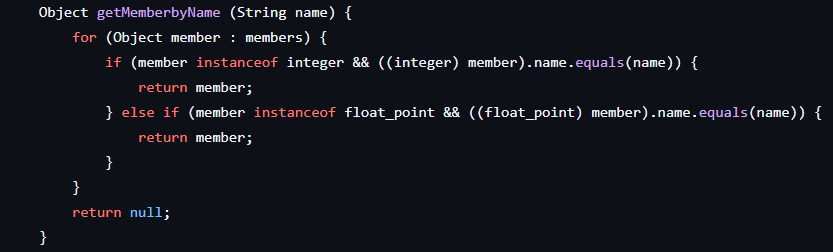 Object getMemberbyName (String name) {
    for (Object member : members) {
        if (member instanceof integer && ((integer) member).name.equals(name)) {
            return member;
        } else if (member instanceof float_point && ((float_point) member).name.equals(name)) {
            return member;
        }
    }
    return null;
}